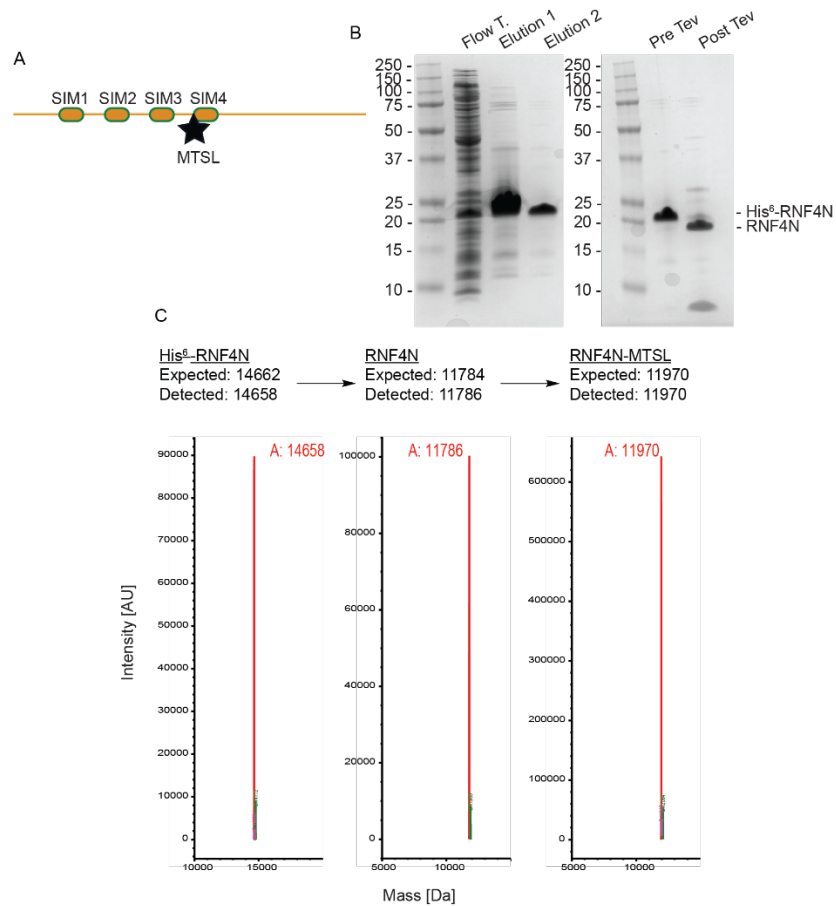 A
SIM1 SIM2 SIM3 SIM4
MTSL
B
Flow T. Elution 1 Elution 2
250 -
150 -
100 -
75 -
50 -
37 -
25 -
20 -
15 -
10 -
Pre Tev Post Tev
250 -
150 -
100 -
75 -
50 -
37 -
25 -
20 -
15 -
10 -
- His⁶-RNF4N
- RNF4N
C
His⁶-RNF4N
Expected: 14662
Detected: 14658
RNF4N
Expected: 11784
Detected: 11786
RNF4N-MTSL
Expected: 11970
Detected: 11970
Intensity [AU]
A: 14658
90000
80000
70000
60000
50000
40000
30000
20000
10000
0
10000 15000
A: 11786
100000
80000
60000
40000
20000
0
5000 10000
A: 11970
600000
500000
400000
300000
200000
100000
0
5000 10000
Mass [Da]